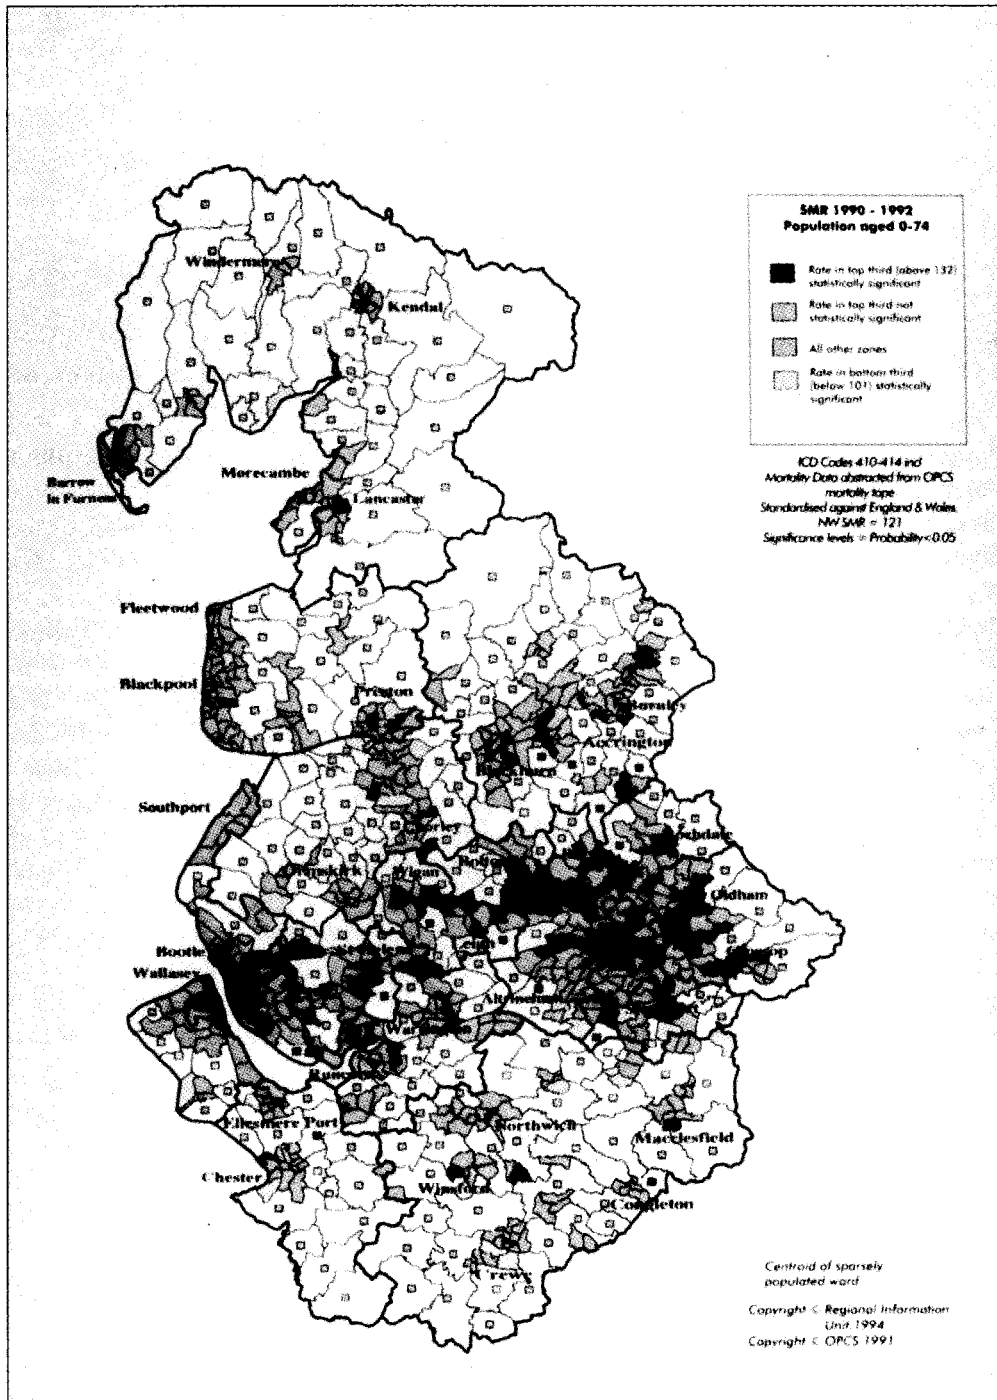 SMR 1990 - 1992
Population aged 0-74
Rate in top third (above 132)
statistically significant
Rate in top third not
statistically significant
All other zones
Rate in bottom third
(below 101) statistically
significant
ICD Codes 410-414 incl
Mortality Data abstracted from OPCS
mortality tape
Standardised against England & Wales
NW SMR = 121
Significance levels = Probability<0.05
Windermere
Kendal
Morecambe
Barrow
in Furness
Lancaster
Fleetwood
Blackpool
Preston
Burnley
Accrington
Blackburn
Southport
Chorley
Rochdale
Ormskirk
Wigan
Oldham
Bootle
Leigh
Wallasey
Altrincham
Warrington
Runcorn
Ellesmere Port
Northwich
Macclesfield
Chester
Winsford
Congleton
Crewe
Centroid of sparsely
populated ward
Copyright © Regional Information
Unit 1994
Copyright © OPCS 1991